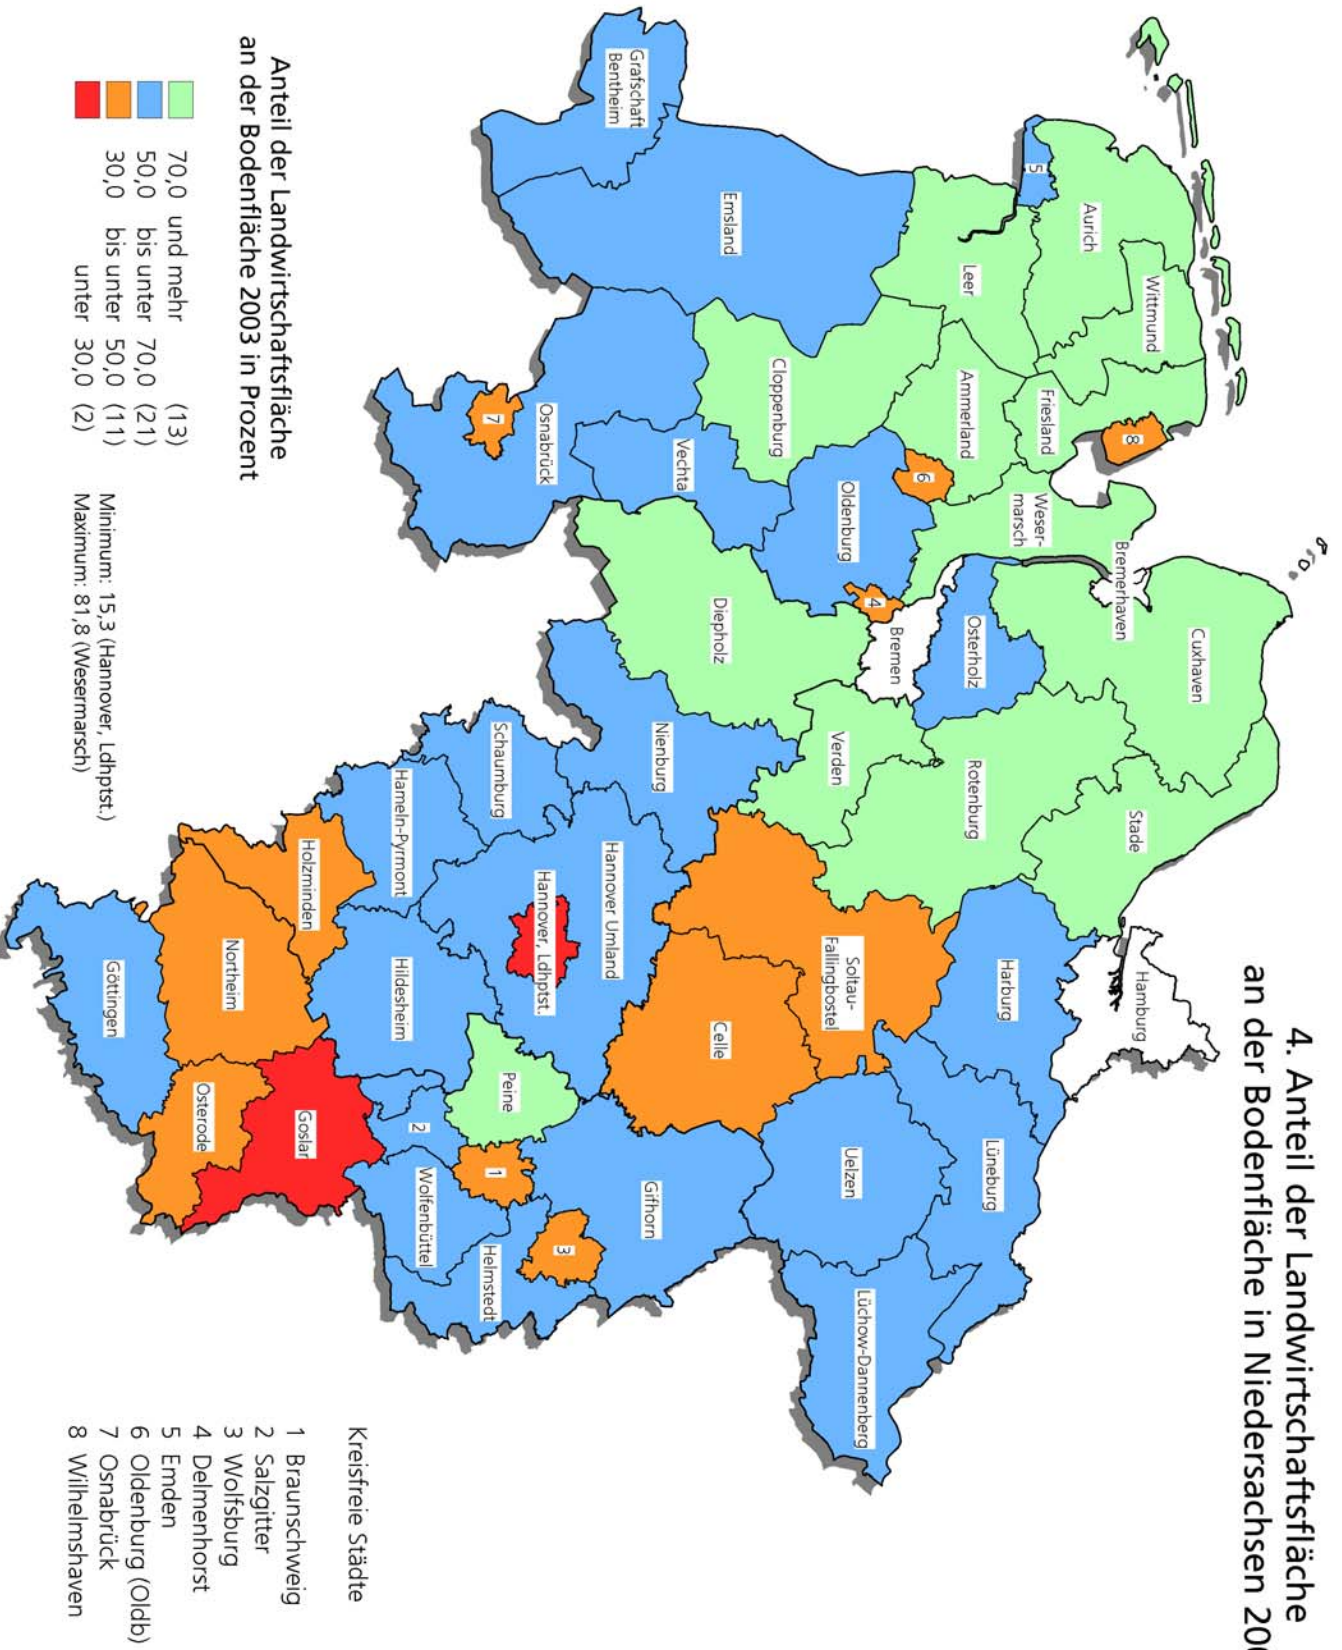 4. Anteil der Landwirtschaftsfläche
an der Bodenfläche in Niedersachsen
Hamburg
Cuxhaven
Stade
Bremerhaven
Wittmund
Aurich
8
5
Friesland
Weser-
marsch
Leer
Ammerland
6
Osterholz
Rotenburg
Harburg
Lüneburg
Bremen
4
Oldenburg
Verden
Soltau-
Fallingbostel
Uelzen
Lüchow-Dannenberg
Cloppenburg
Emsland
Diepholz
Celle
Vechta
Nienburg
Gifhorn
Grafschaft
Bentheim
Hannover Umland
Osnabrück
7
Hannover, Ldhptst.
3
Schaumburg
Peine
1
Helmstedt
Hameln-Pyrmont
Hildesheim
2
Wolfenbüttel
Holzminden
Goslar
Northeim
Osterode
Göttingen
Anteil der Landwirtschaftsfläche
an der Bodenfläche 2003 in Prozent
70,0 und mehr (13)
50,0 bis unter 70,0 (21)
30,0 bis unter 50,0 (11)
unter 30,0 (2)
Minimum: 15,3 (Hannover, Ldhptst.)
Maximum: 81,8 (Wesermarsch)
Kreisfreie Städte
1 Braunschweig
2 Salzgitter
3 Wolfsburg
4 Delmenhorst
5 Emden
6 Oldenburg (Oldb)
7 Osnabrück
8 Wilhelmshaven